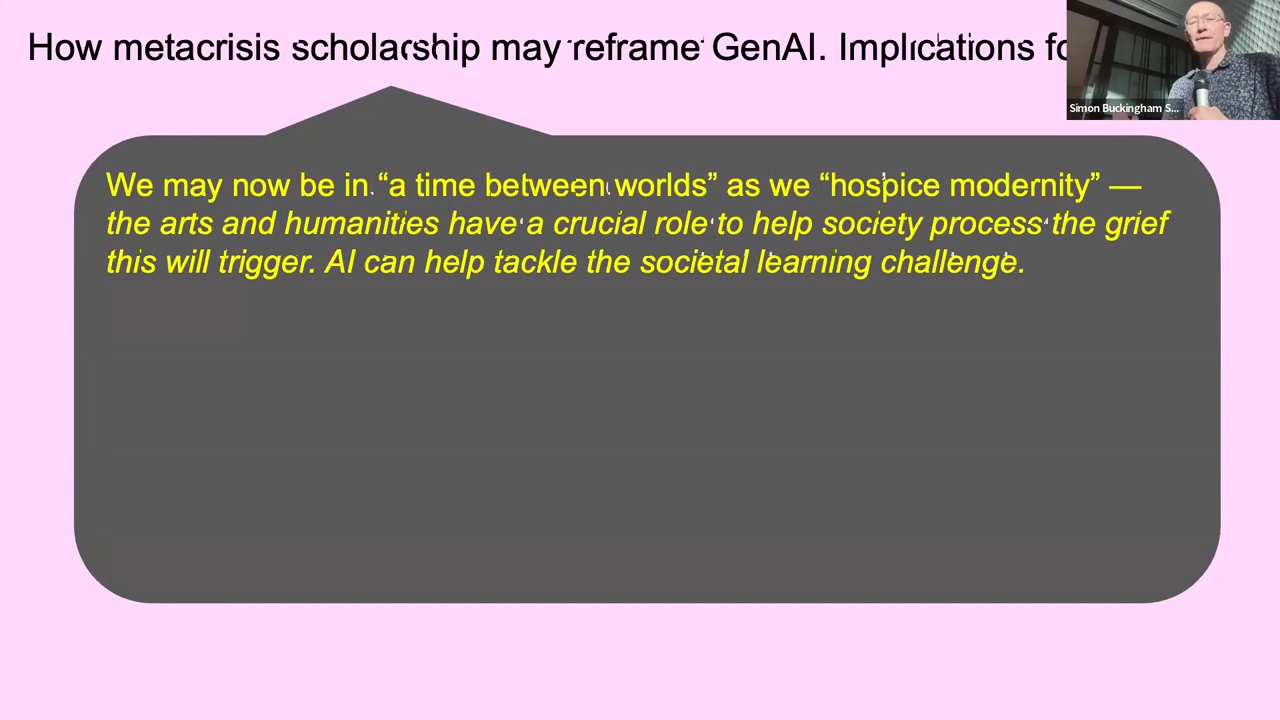 How metacrisis scholarship may reframe GenAI. Implications
Simon Buckingham S...
We may now be in “a time between worlds” as we “hospice modernity” —
the arts and humanities have a crucial role to help society process the grief
this will trigger. AI can help tackle the societal learning challenge.